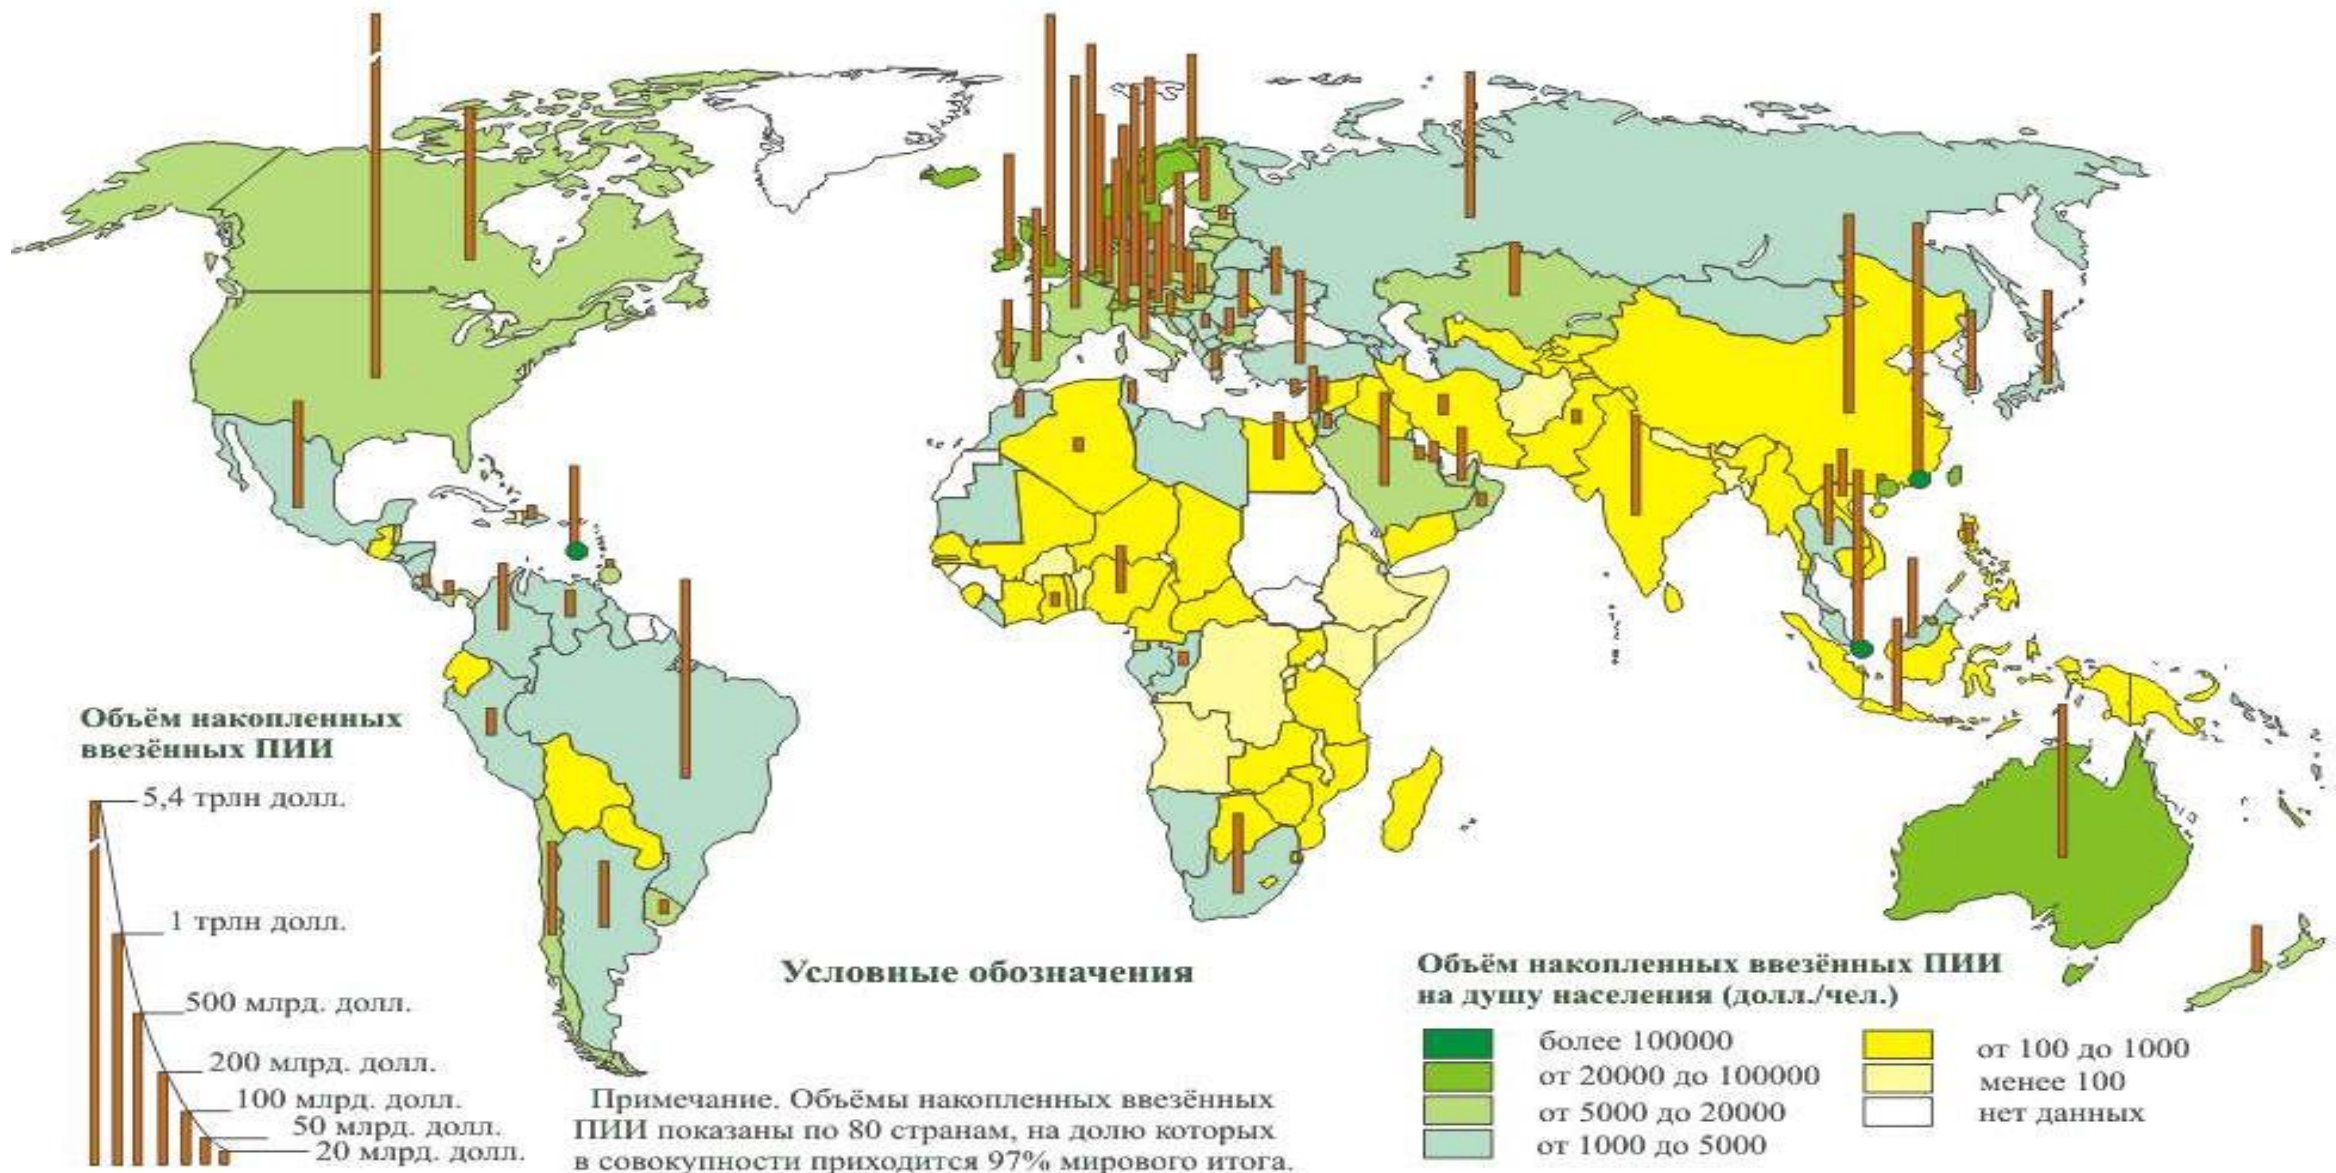 Объём накопленных
ввезённых ПИИ
5,4 трлн долл.
1 трлн долл.
500 млрд. долл.
200 млрд. долл.
100 млрд. долл.
50 млрд. долл.
20 млрд. долл.
Условные обозначения
Примечание. Объёмы накопленных ввезённых
ПИИ показаны по 80 странам, на долю которых
в совокупности приходится 97% мирового итога.
Объём накопленных ввезённых ПИИ
на душу населения (долл./чел.)
более 100000
от 20000 до 100000
от 5000 до 20000
от 1000 до 5000
от 100 до 1000
менее 100
нет данных